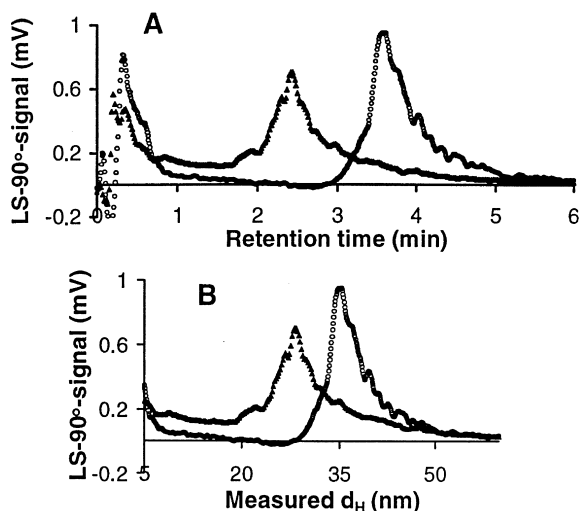 A
LS-90°-signal (mV)
1
0.6
0.2
-0.2
0 1 2 3 4 5 6
Retention time (min)
B
LS-90°-signal (mV)
1
0.6
0.2
-0.2
5 20 35 50
Measured dH (nm)